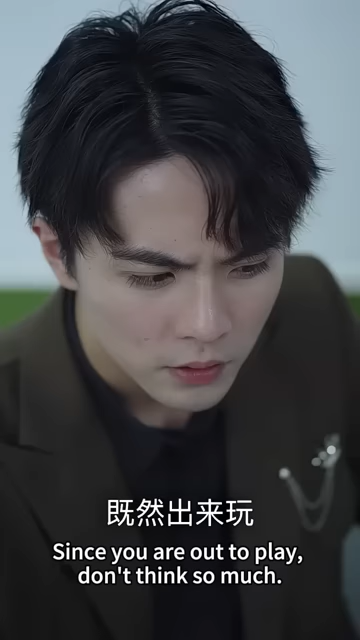 既然出来玩
Since you are out to play,
don't think so much.